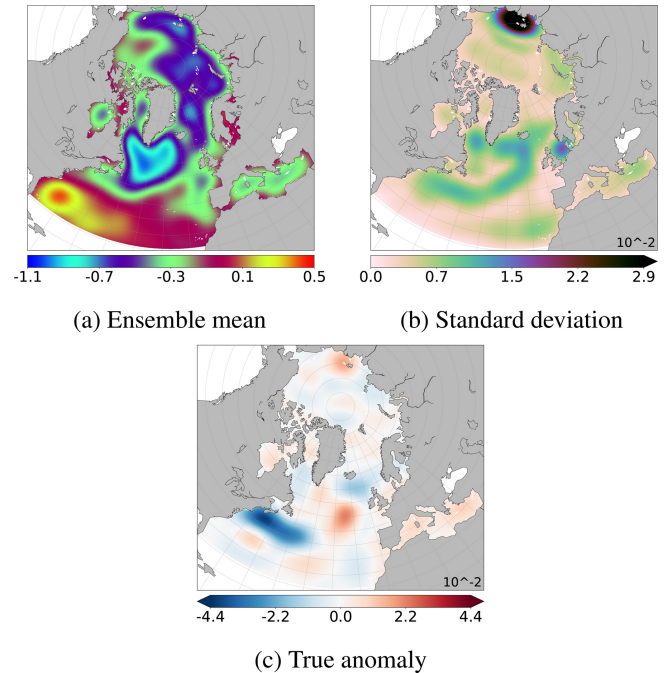 10^-2
-1.1 -0.7 -0.3 0.1 0.5
0.0 0.7 1.5 2.2 2.9
(a) Ensemble mean
(b) Standard deviation
10^-2
-4.4 -2.2 0.0 2.2 4.4
(c) True anomaly